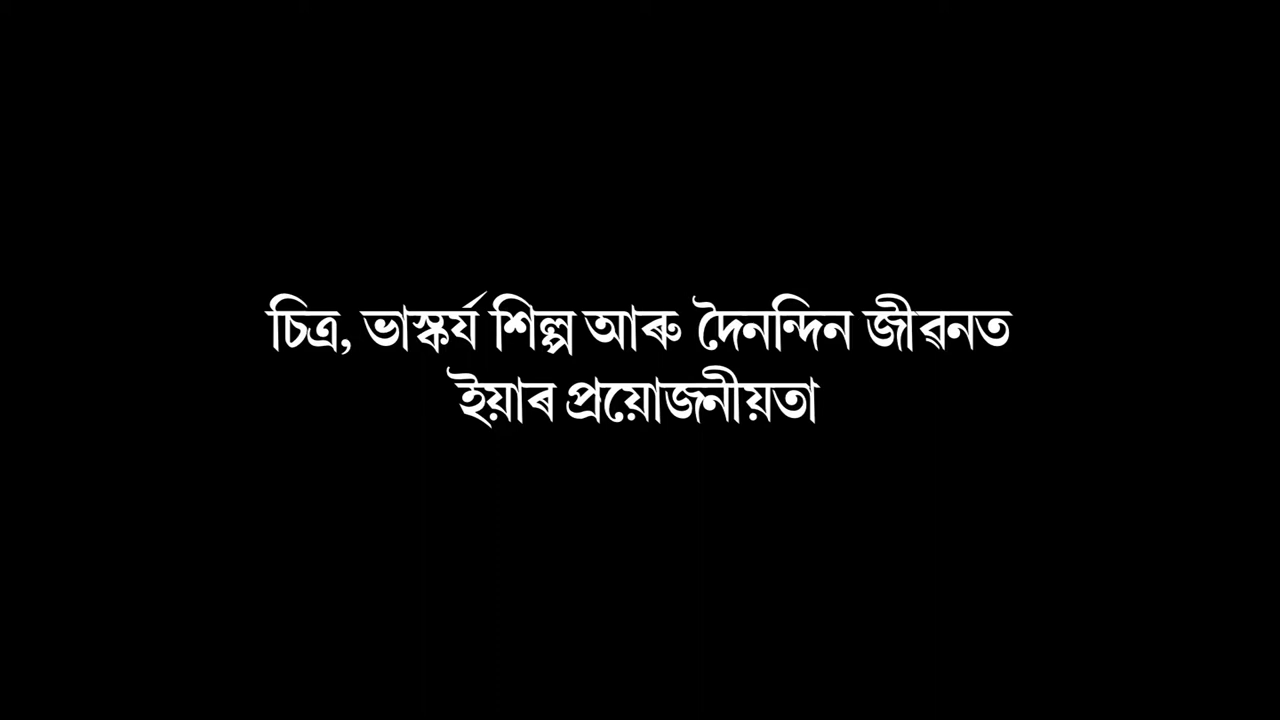 চিত্ৰ, ভাস্কৰ্য শিল্প আৰু দৈনন্দিন জীৱনত
ইয়াৰ প্ৰয়োজনীয়তা